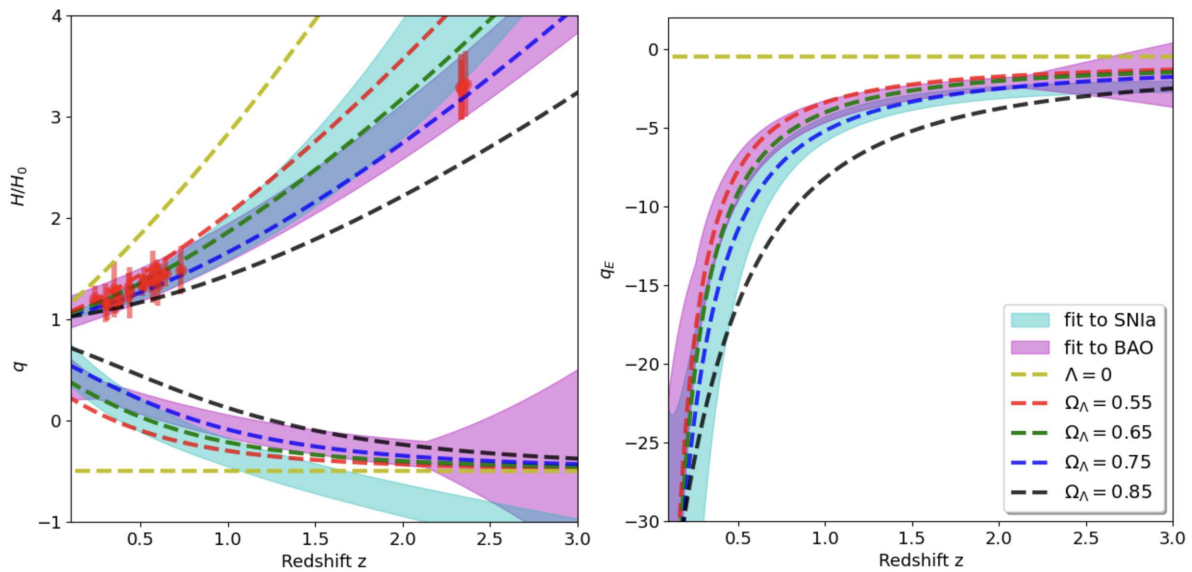 4
3
2
1
0
−1
H/H₀
q
0.5
1.0
1.5
2.0
2.5
3.0
Redshift z
0
−5
−10
−15
−20
−25
−30
q_E
0.5
1.0
1.5
2.0
2.5
3.0
Redshift z
fit to SNIa
fit to BAO
Λ = 0
Ω_Λ = 0.55
Ω_Λ = 0.65
Ω_Λ = 0.75
Ω_Λ = 0.85